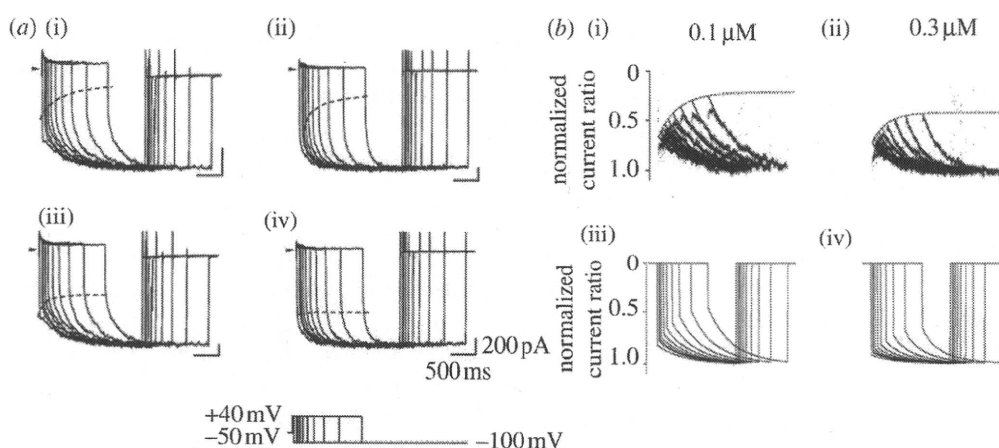 (a) (i)
(ii)
(iii)
(iv)
200 pA
500 ms
+40 mV
−50 mV
−100 mV
(b) (i)
0.1 μM
(ii)
0.3 μM
normalized
current ratio
0
0.5
1.0
(iii)
(iv)
normalized
current ratio
0
0.5
1.0